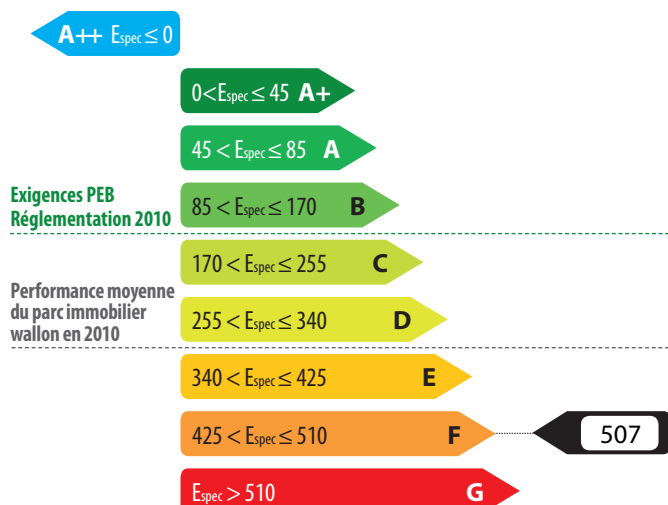 A++ Espec ≤ 0
0<Espec ≤ 45 A+
45 < Espec ≤ 85 A
Exigences PEB
Réglementation 2010
85 < Espec ≤ 170 B
170 < Espec ≤ 255 C
Performance moyenne
du parc immobilier
wallon en 2010
255 < Espec ≤ 340 D
340 < Espec ≤ 425 E
425 < Espec ≤ 510 F
507
Espec > 510 G